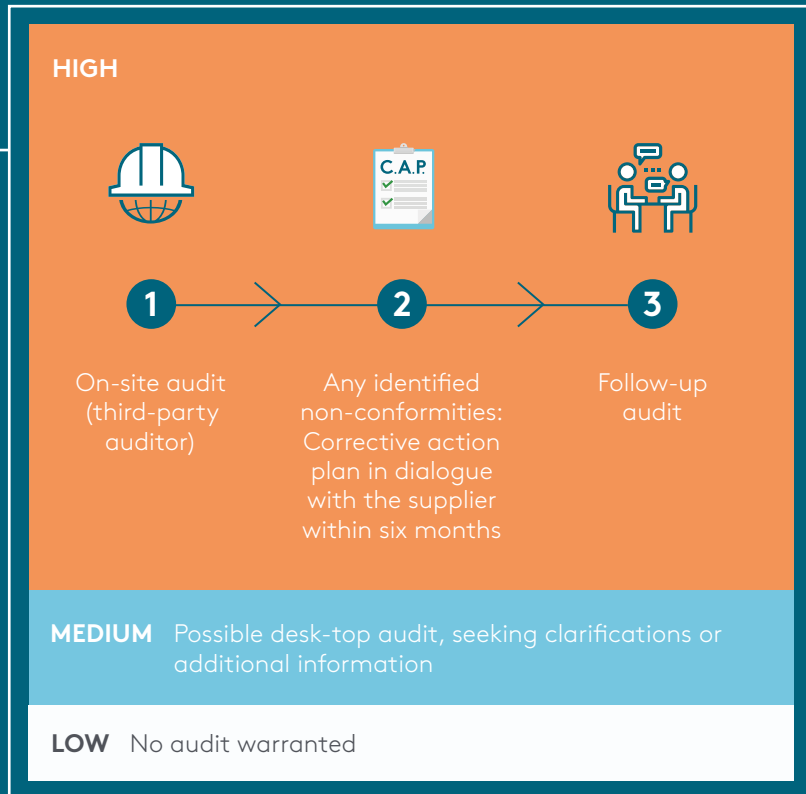 HIGH
C.A.P.
1
2
3
On-site audit
(third-party
auditor)
Any identified
non-conformities:
Corrective action
plan in dialogue
with the supplier
within six months
Follow-up
audit
MEDIUM Possible desk-top audit, seeking clarifications or
additional information
LOW No audit warranted